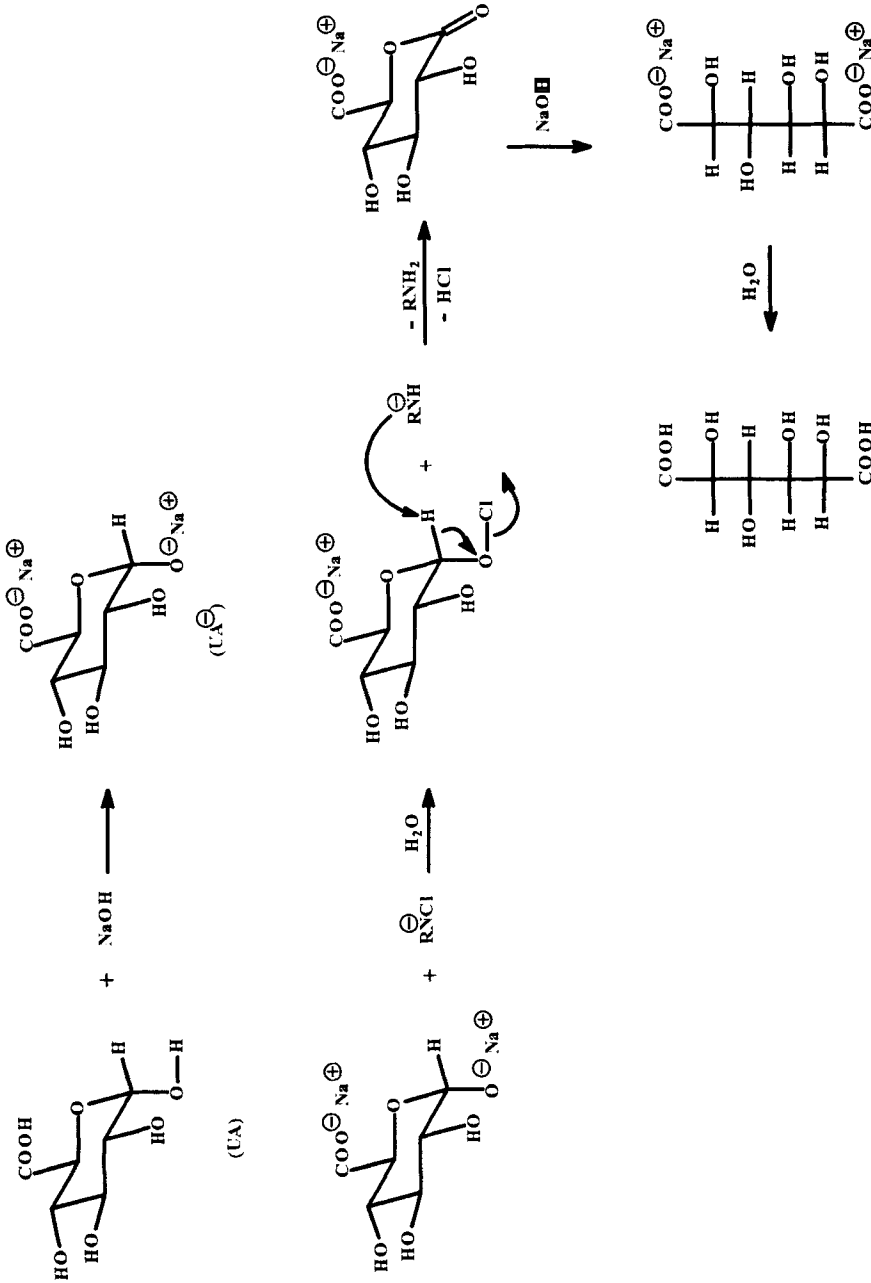 COOH
O
HO
HO
HO
H
O—H
(UA)
+ NaOH
COO⊖ Na⊕
O
HO
HO
HO
H
O⊖ Na⊕
(UA⊖)
COO⊖ Na⊕
O
HO
HO
HO
H
O⊖ Na⊕
+ RNCl
⊖
H₂O
COO⊖ Na⊕
O
HO
HO
HO
H
O—Cl
+ RNH
⊖
- RNH₂
- HCl
COO⊖ Na⊕
O
O
HO
HO
HO
NaOH
COO⊖ Na⊕
H OH
HO H
H OH
H OH
COO⊖ Na⊕
H₂O
COOH
H OH
HO H
H OH
H OH
COOH